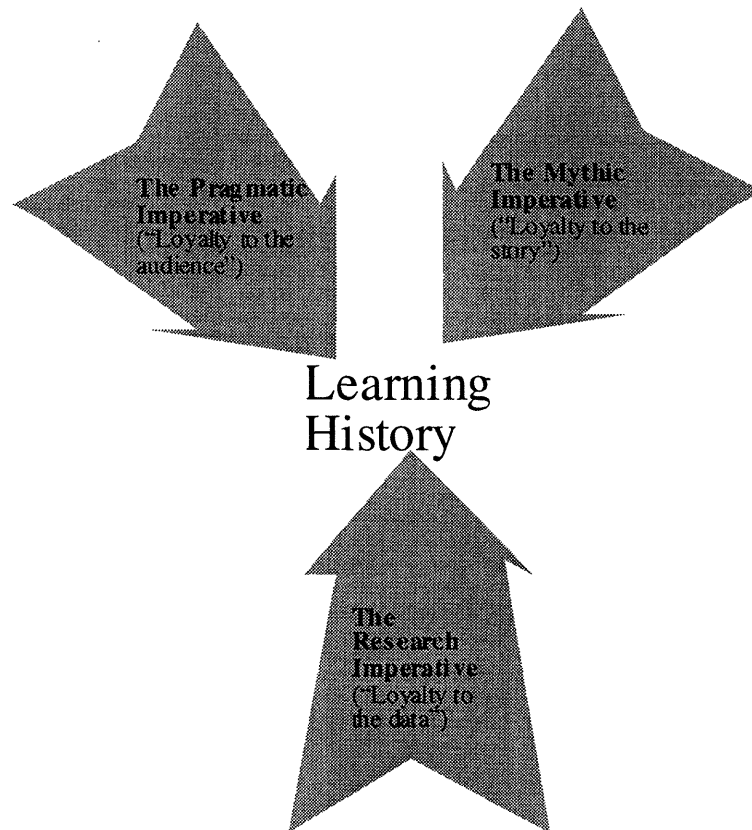 The Pragmatic
Imperative
("Loyalty to the
audience")
The Mythic
Imperative
("Loyalty to the
story")
Learning
History
The
Research
Imperative
("Loyalty to
the data")